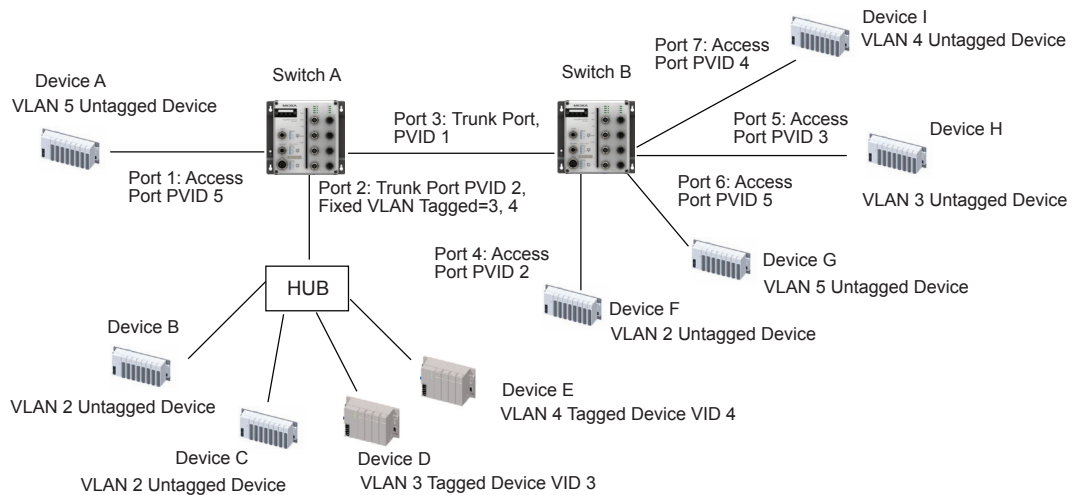 Device I
VLAN 4 Untagged Device
Port 7: Access
Port PVID 4
Device A
VLAN 5 Untagged Device
Switch A
Switch B
MOXA
MOXA
Port 3: Trunk Port,
PVID 1
Port 5: Access
Port PVID 3
Device H
VLAN 3 Untagged Device
Port 1: Access
Port PVID 5
Port 2: Trunk Port PVID 2,
Fixed VLAN Tagged=3, 4
Port 6: Access
Port PVID 5
Port 4: Access
Port PVID 2
Device G
VLAN 5 Untagged Device
HUB
Device F
VLAN 2 Untagged Device
Device B
VLAN 2 Untagged Device
Device E
VLAN 4 Tagged Device VID 4
Device C
VLAN 2 Untagged Device
Device D
VLAN 3 Tagged Device VID 3